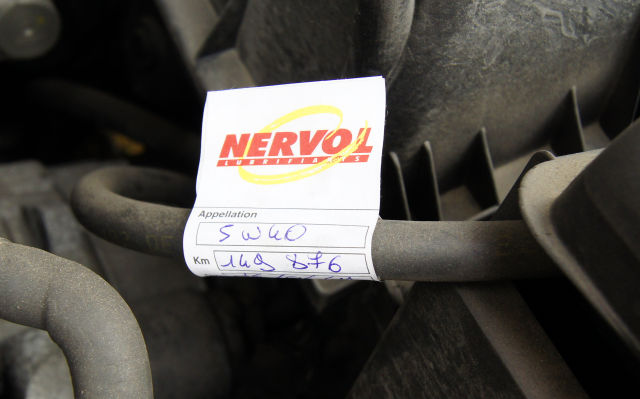 NERVOL
LUBRIFIANTS
Appellation
5W40
Km 149 876